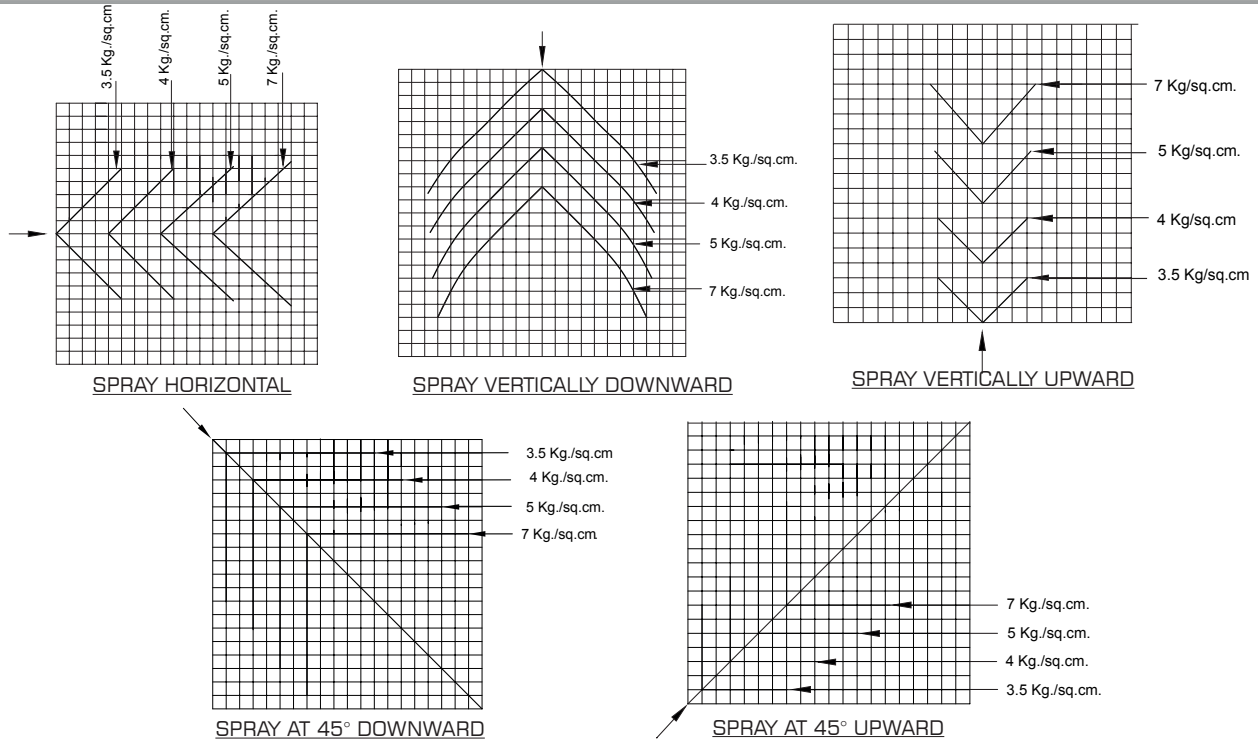 3.5 Kg./sq.cm
4 Kg./sq.cm.
5 Kg./sq.cm.
7 Kg./sq.cm.
SPRAY HORIZONTAL
3.5 Kg./sq.cm.
4 Kg./sq.cm.
5 Kg./sq.cm.
7 Kg./sq.cm.
SPRAY VERTICALLY DOWNWARD
7 Kg/sq.cm.
5 Kg/sq.cm.
4 Kg/sq.cm
3.5 Kg/sq.cm
SPRAY VERTICALLY UPWARD
3.5 Kg./sq.cm
4 Kg./sq.cm.
5 Kg./sq.cm.
7 Kg./sq.cm.
SPRAY AT 45° DOWNWARD
7 Kg./sq.cm.
5 Kg./sq.cm.
4 Kg./sq.cm.
3.5 Kg./sq.cm.
SPRAY AT 45° UPWARD